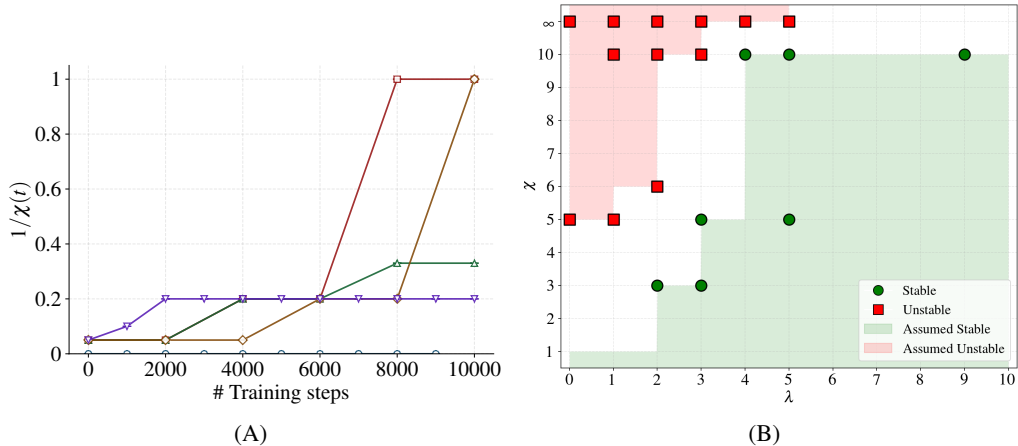 1
0.8
0.6
0.4
0.2
0
1/χ(t)
0
2000
4000
6000
8000
10000
# Training steps
(A)
∞
10
9
8
7
6
5
4
3
2
1
χ
Stable
Unstable
Assumed Stable
Assumed Unstable
0 1 2 3 4 5 6 7 8 9 10
λ
(B)